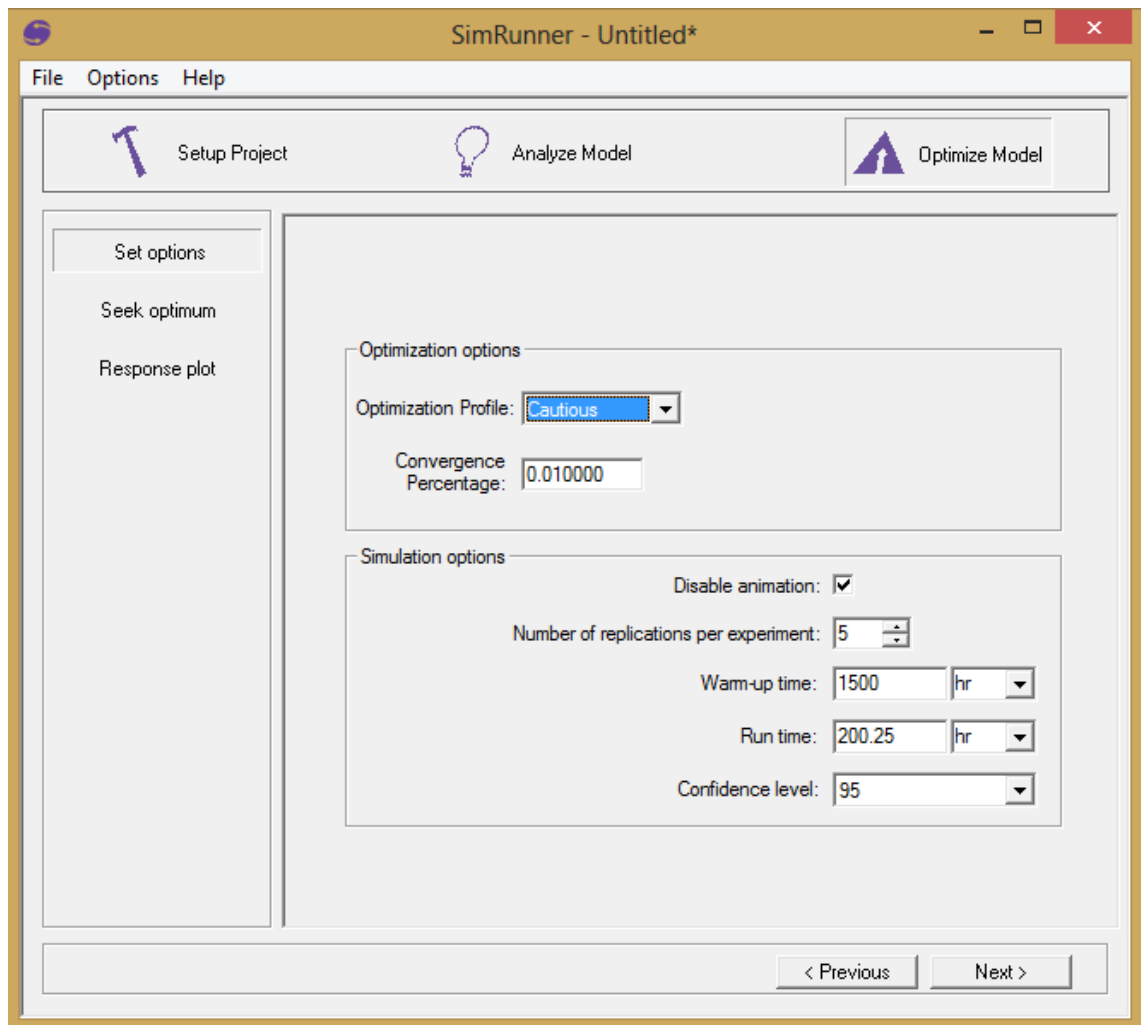 SimRunner - Untitled*
File Options Help
Setup Project
Analyze Model
Optimize Model
Set options
Seek optimum
Response plot
Optimization options
Optimization Profile: Cautious
Convergence
Percentage: 0.010000
Simulation options
Disable animation:
Number of replications per experiment: 5
Warm-up time: 1500 hr
Run time: 200.25 hr
Confidence level: 95
< Previous Next >